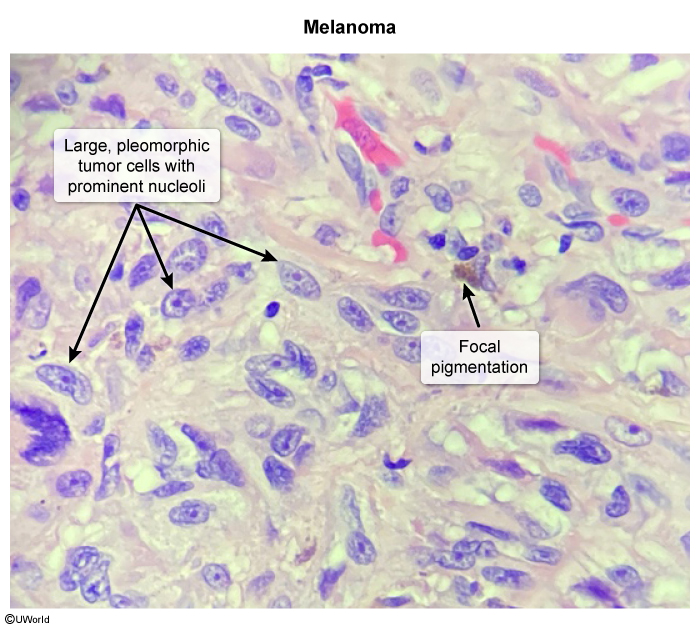 Melanoma
Large, pleomorphic
tumor cells with
prominent nucleoli
Focal
pigmentation
©UWorld